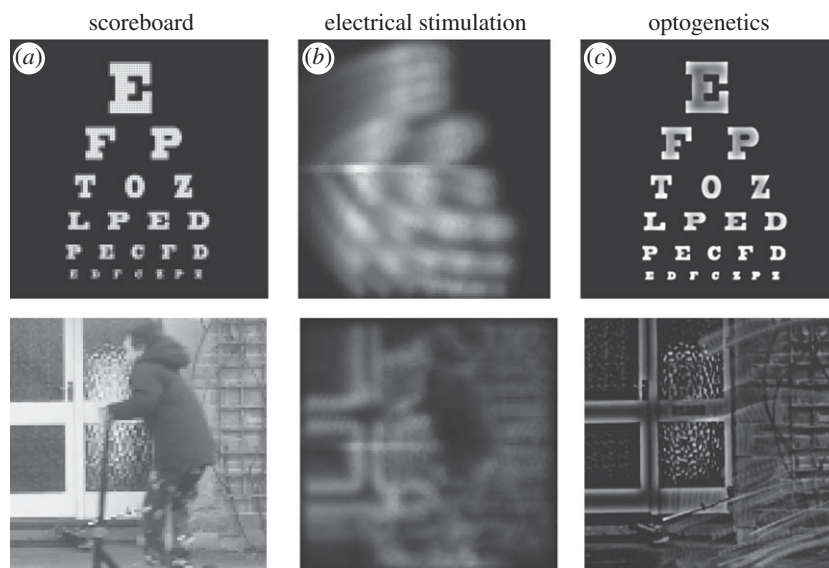 scoreboard
electrical stimulation
optogenetics
(a)
(b)
(c)
E
F P
T O Z
L P E D
P E C F D
E D F C Z P Z
E
F P
T O Z
L P E D
P E C F D
E D F C Z P Z